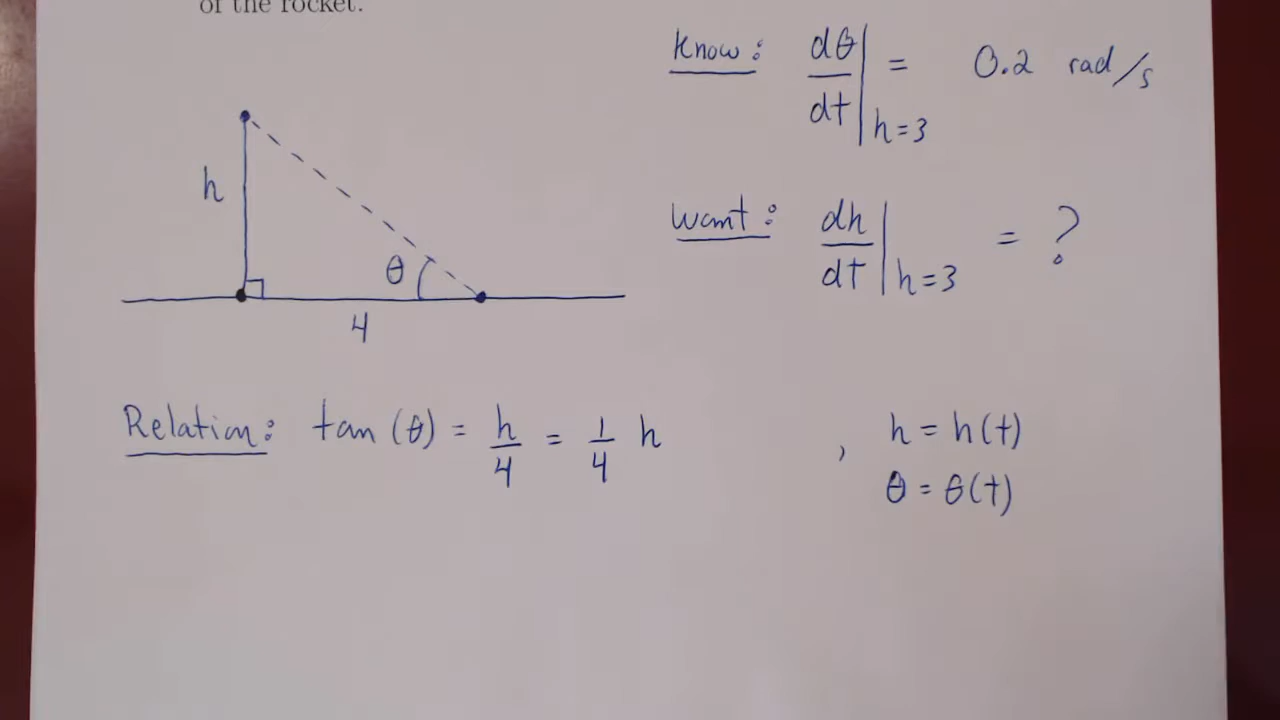 of the rocket.
Know: dθ/dt |h=3 = 0.2 rad/s
h
Want: dh/dt |h=3 = ?
θ
4
Relation: tan(θ) = h/4 = 1/4 h , h = h(t)
θ = θ(t)